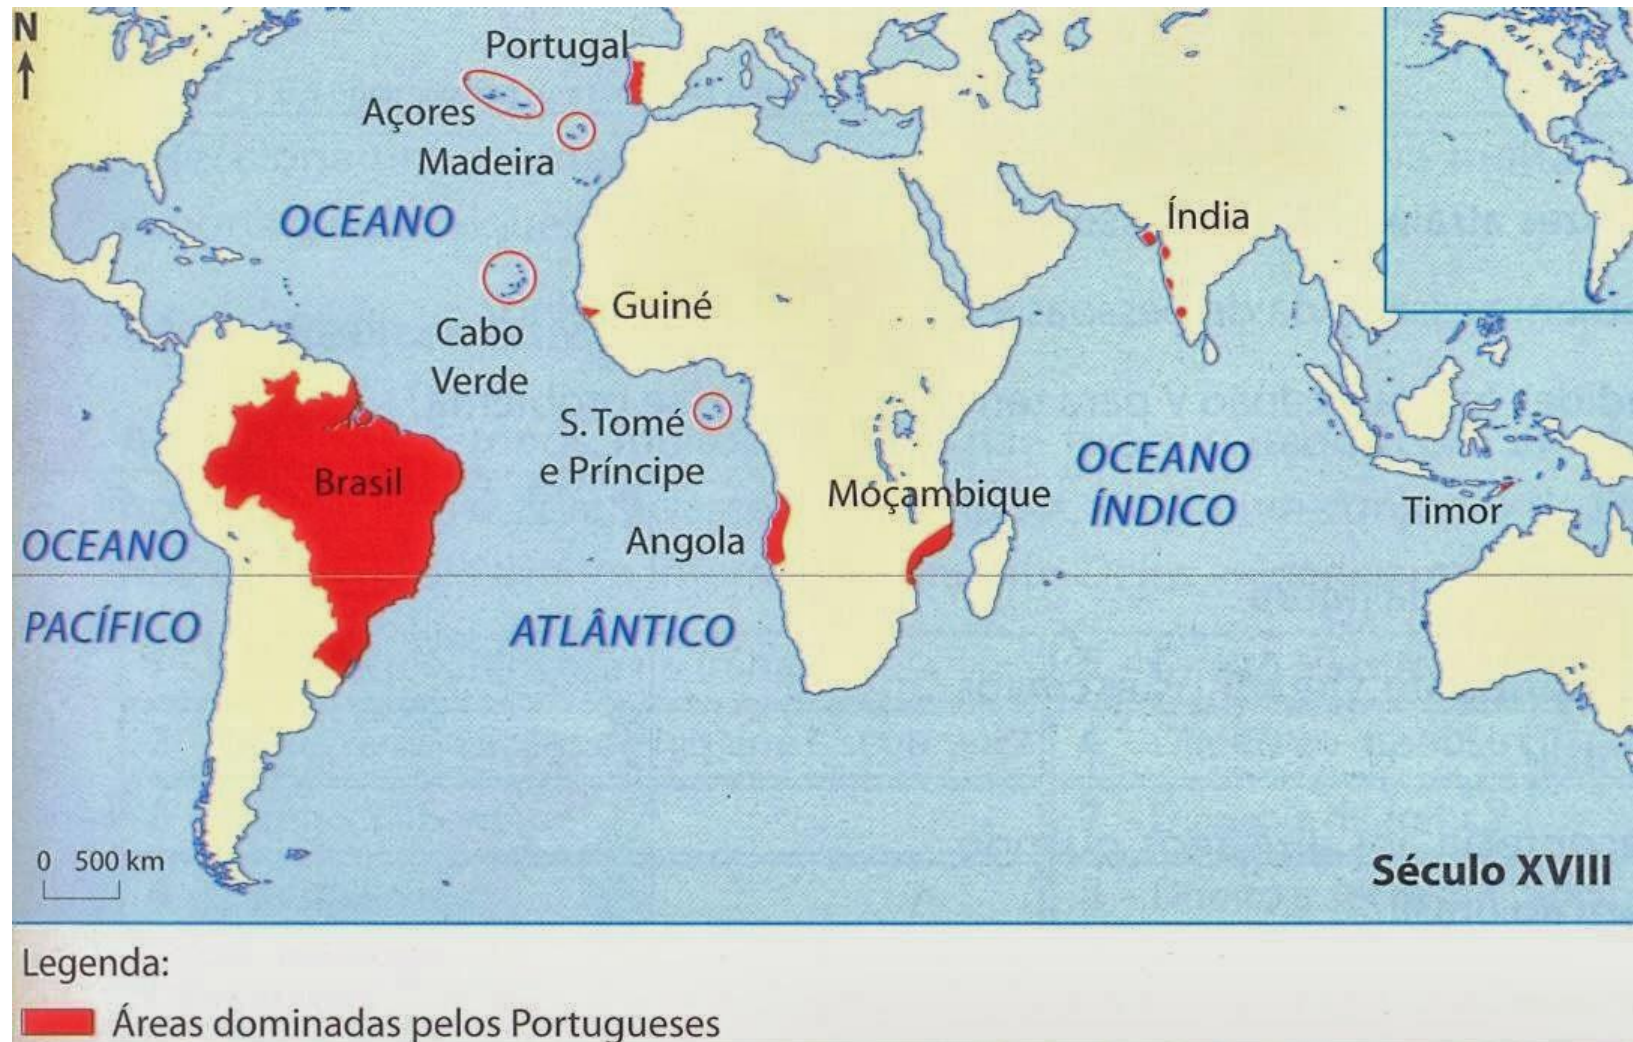 N
Portugal
Açores
Madeira
OCEANO
Índia
Guiné
Cabo
Verde
S. Tomé
e Príncipe
Brasil
Moçambique
OCEANO
ÍNDICO
Timor
Angola
OCEANO
PACÍFICO
ATLÂNTICO
0 500 km
Século XVIII
Legenda:
Áreas dominadas pelos Portugueses